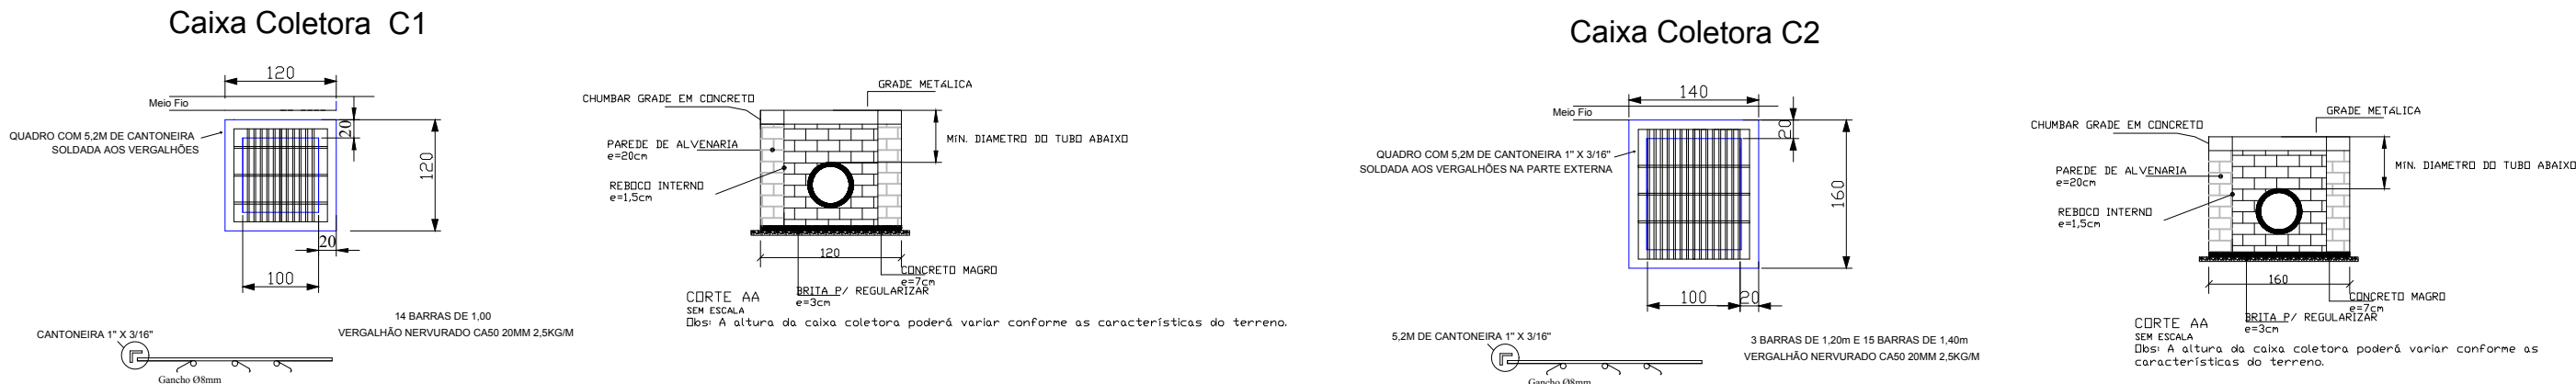 Caixa Coletora C1
120
Meio Fio
20
QUADRO COM 5,2M DE CANTONEIRA
SOLDADA AOS VERGALHÕES
120
20
100
14 BARRAS DE 1,00
VERGALHÃO NERVURADO CA50 20MM 2,5KG/M
CANTONEIRA 1" X 3/16"
Gancho Ø8mm
GRADE METÁLICA
CHUMBAR GRADE EM CONCRETO
MíN. DIAMETRO DO TUBO ABAIXO
PAREDE DE ALVENARIA
e=20cm
REBOCO INTERNO
e=1,5cm
120
CONCRETO MAGRO
e=7cm
BRITA P/ REGULARIZAR
e=3cm
CORTE AA
SEM ESCALA
Obs: A altura da caixa coletora poderá variar conforme as características do terreno.
Caixa Coletora C2
140
Meio Fio
20
QUADRO COM 5,2M DE CANTONEIRA 1" X 3/16"
SOLDADA AOS VERGALHÕES NA PARTE EXTERNA
160
100
20
5,2M DE CANTONEIRA 1" X 3/16"
3 BARRAS DE 1,20m E 15 BARRAS DE 1,40m
VERGALHÃO NERVURADO CA50 20MM 2,5KG/M
Gancho Ø8mm
GRADE METÁLICA
CHUMBAR GRADE EM CONCRETO
MíN. DIAMETRO DO TUBO ABAIXO
PAREDE DE ALVENARIA
e=20cm
REBOCO INTERNO
e=1,5cm
160
CONCRETO MAGRO
e=7cm
BRITA P/ REGULARIZAR
e=3cm
CORTE AA
SEM ESCALA
Obs: A altura da caixa coletora poderá variar conforme as
características do terreno.